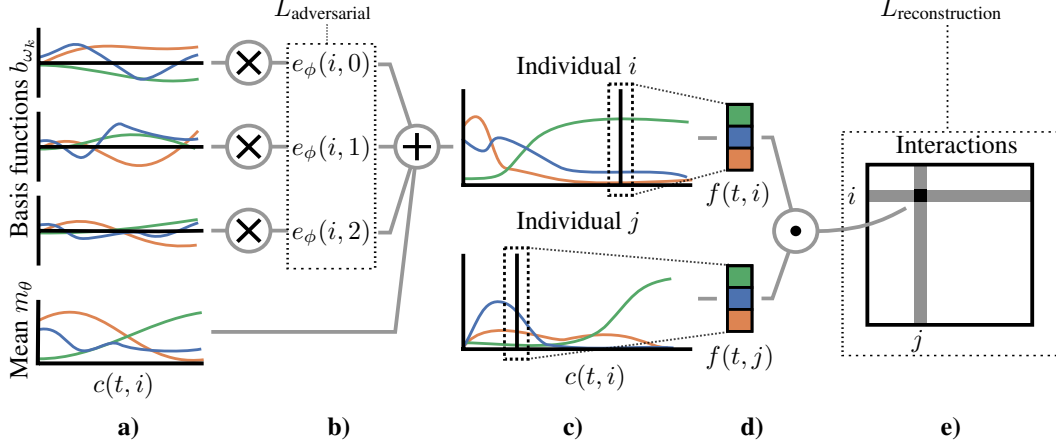 L_adversarial
L_reconstruction
Basis functions b_{ω_k}
e_ϕ(i, 0)
e_ϕ(i, 1)
e_ϕ(i, 2)
Mean m_θ
c(t, i)
Individual i
Individual j
c(t, i)
f(t, i)
f(t, j)
Interactions
i
j
a)
b)
c)
d)
e)